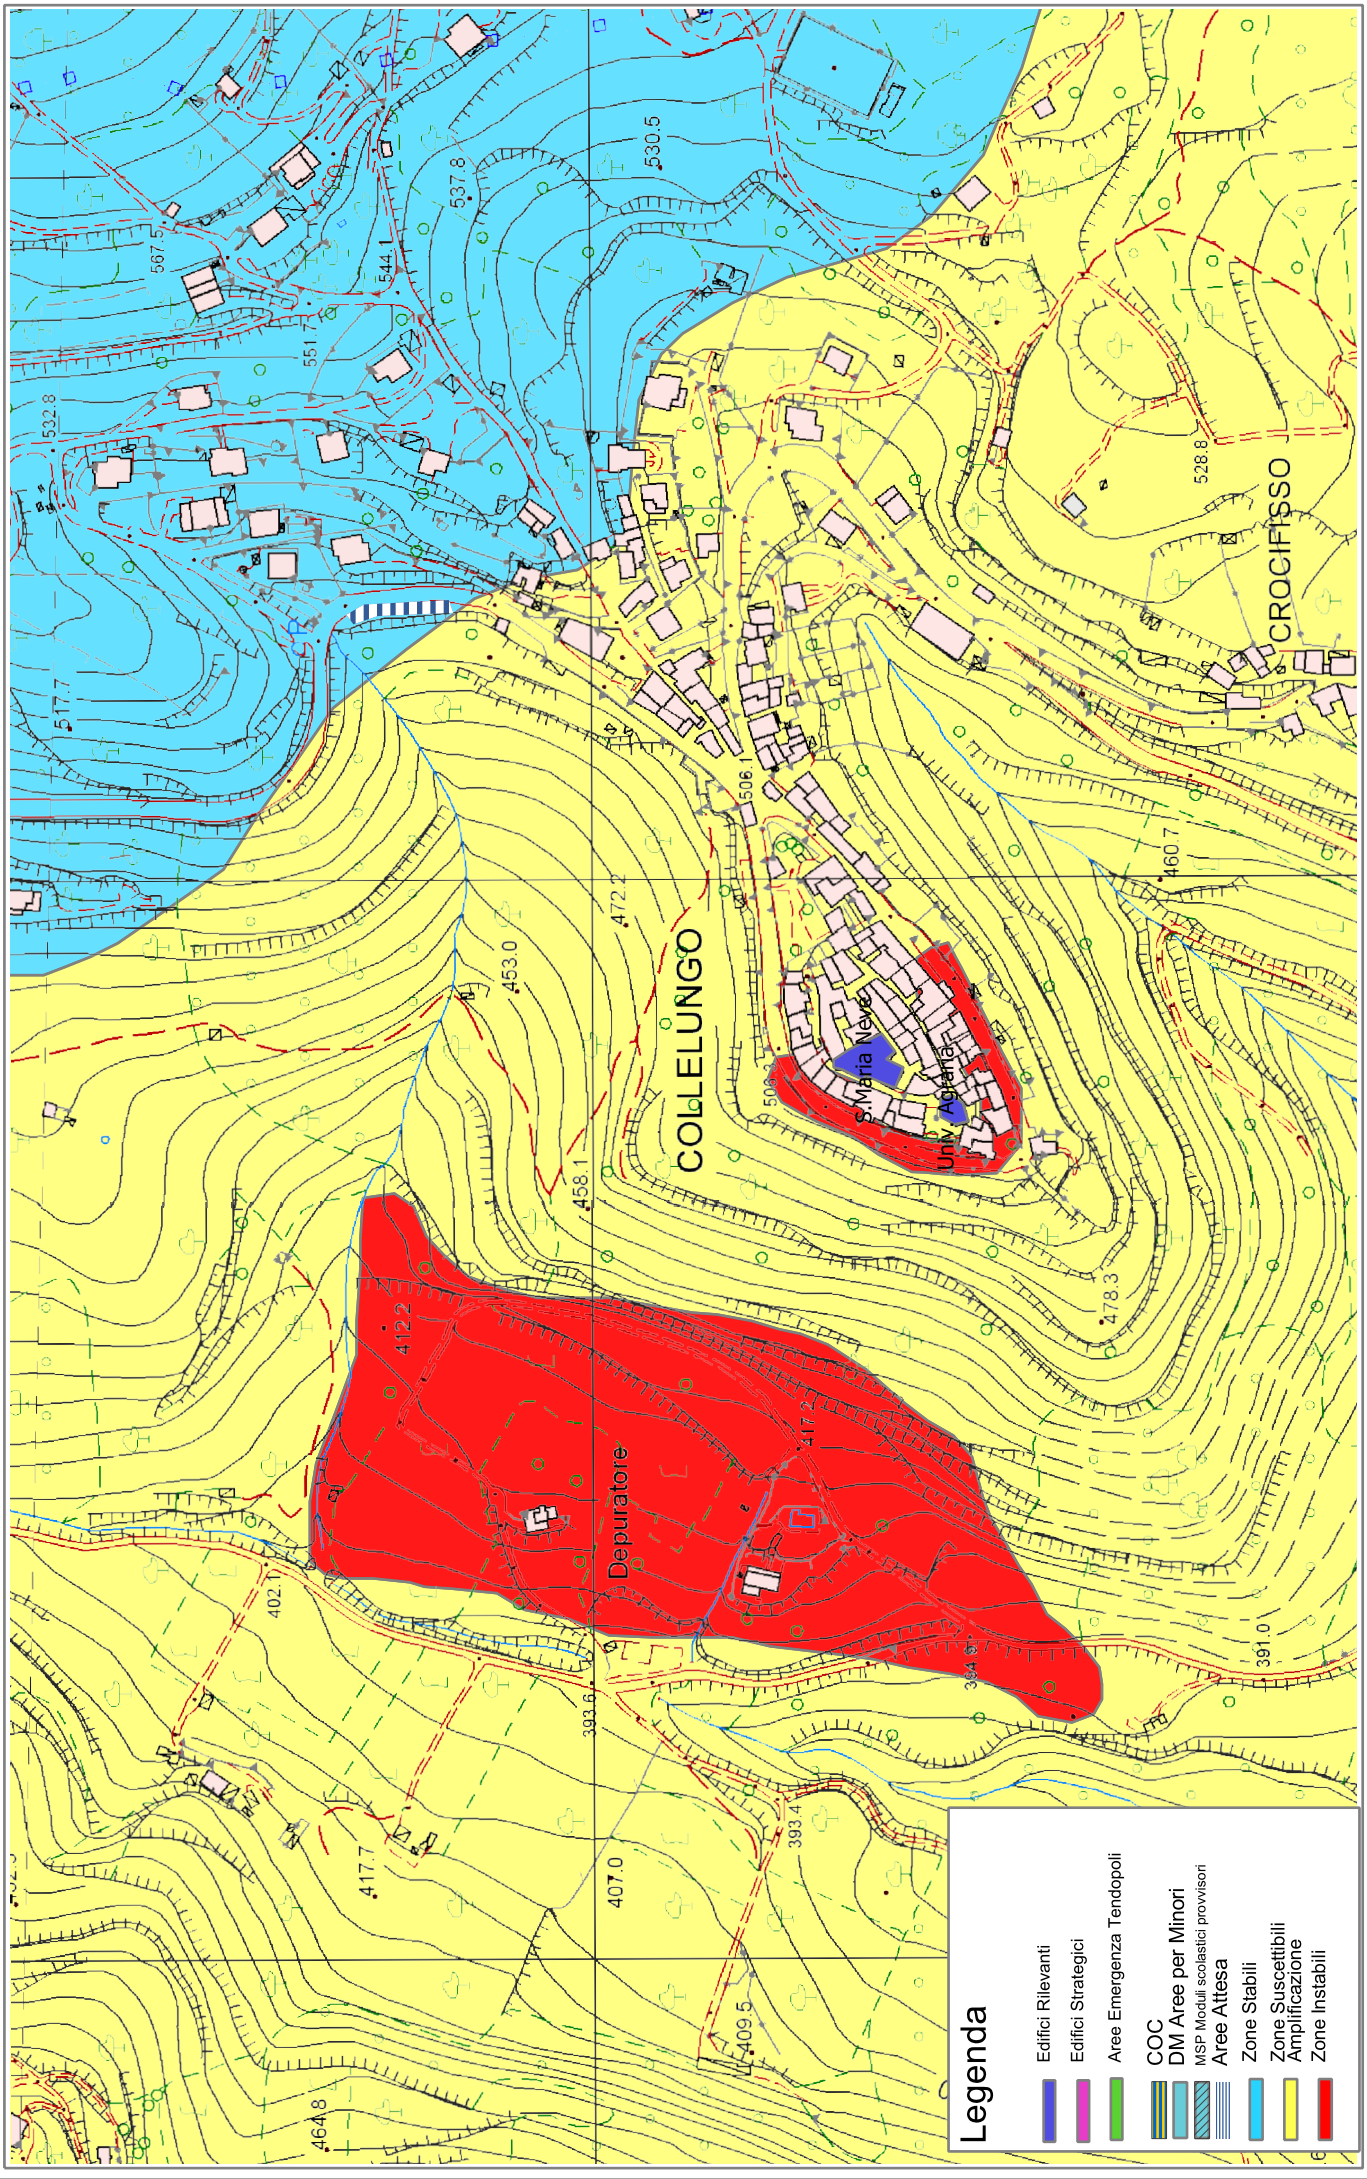 COLLELUNGO
CROCIFISSO
S.Maria Neve
Univ. Agraria
Depuratore
567.5
532.8
551.7
544.1
537.8
530.5
517.7
528.8
506.1
460.7
472.2
453.0
458.1
478.3
412.2
417.2
402.1
393.6
394.9
391.0
417.7
407.0
393.4
409.5
464.8
Legenda
Edifici Rilevanti
Edifici Strategici
Aree Emergenza Tendopoli
COC
DM Aree per Minori
MSP Moduli scolastici provvisori
Aree Attesa
Zone Stabili
Zone Suscettibili
Amplificazione
Zone Instabili